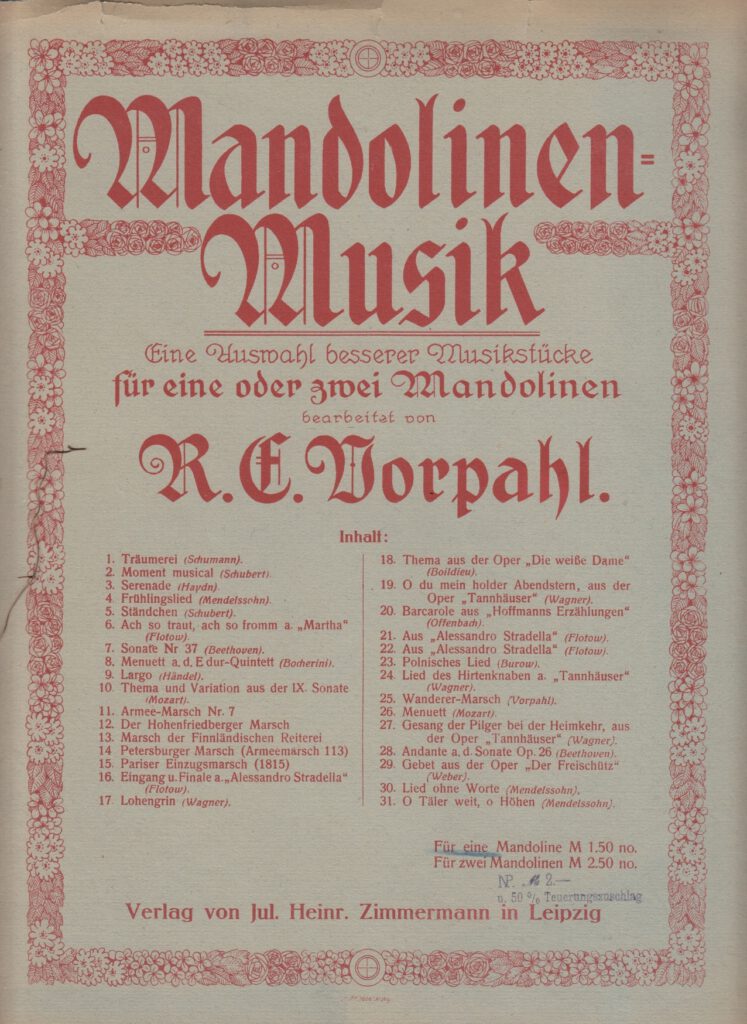 Mandolinen-
Musik
Eine Auswahl besserer Musikstücke
für eine oder zwei Mandolinen
bearbeitet von
R. E. Vorpahl.
Inhalt:
1. Träumerei (Schumann).
2. Moment musical (Schubert).
3. Serenade (Haydn).
4. Frühlingslied (Mendelssohn).
5. Ständchen (Schubert).
6. Ach so traut, ach so fromm a. „Martha“
(Flotow).
7. Sonate Nr 37 (Beethoven).
8. Menuett a. d. E dur-Quintett (Bocherini).
9. Largo (Händel).
10. Thema und Variation aus der IX. Sonate
(Mozart).
11. Armee-Marsch Nr. 7
12. Der Hohenfriedberger Marsch
13. Marsch der Finnländischen Reiterei
14 Petersburger Marsch (Armeemarsch 113)
15. Pariser Einzugsmarsch (1815)
16. Eingang u. Finale a. „Alessandro Stradella“
(Flotow).
17. Lohengrin (Wagner).
18. Thema aus der Oper „Die weiße Dame“
(Boildieu).
19. O du mein holder Abendstern, aus der
Oper „Tannhäuser“ (Wagner).
20. Barcarole aus „Hoffmanns Erzählungen“
(Offenbach).
21. Aus „Alessandro Stradella“ (Flotow).
22. Aus „Alessandro Stradella“ (Flotow).
23. Polnisches Lied (Burow).
24. Lied des Hirtenknaben a. „Tannhäuser“
(Wagner).
25. Wanderer-Marsch (Vorpahl).
26. Menuett (Mozart).
27. Gesang der Pilger bei der Heimkehr, aus
der Oper „Tannhäuser“ (Wagner).
28. Andante a. d. Sonate Op. 26 (Beethoven).
29. Gebet aus der Oper „Der Freischütz“
(Weber).
30. Lied ohne Worte (Mendelssohn).
31. O Täler weit, o Höhen (Mendelssohn).
Für eine Mandoline M 1.50 no.
Für zwei Mandolinen M 2.50 no.
NP. M 2.—
u. 50 % Teuerungszuschlag
Verlag von Jul. Heinr. Zimmermann in Leipzig